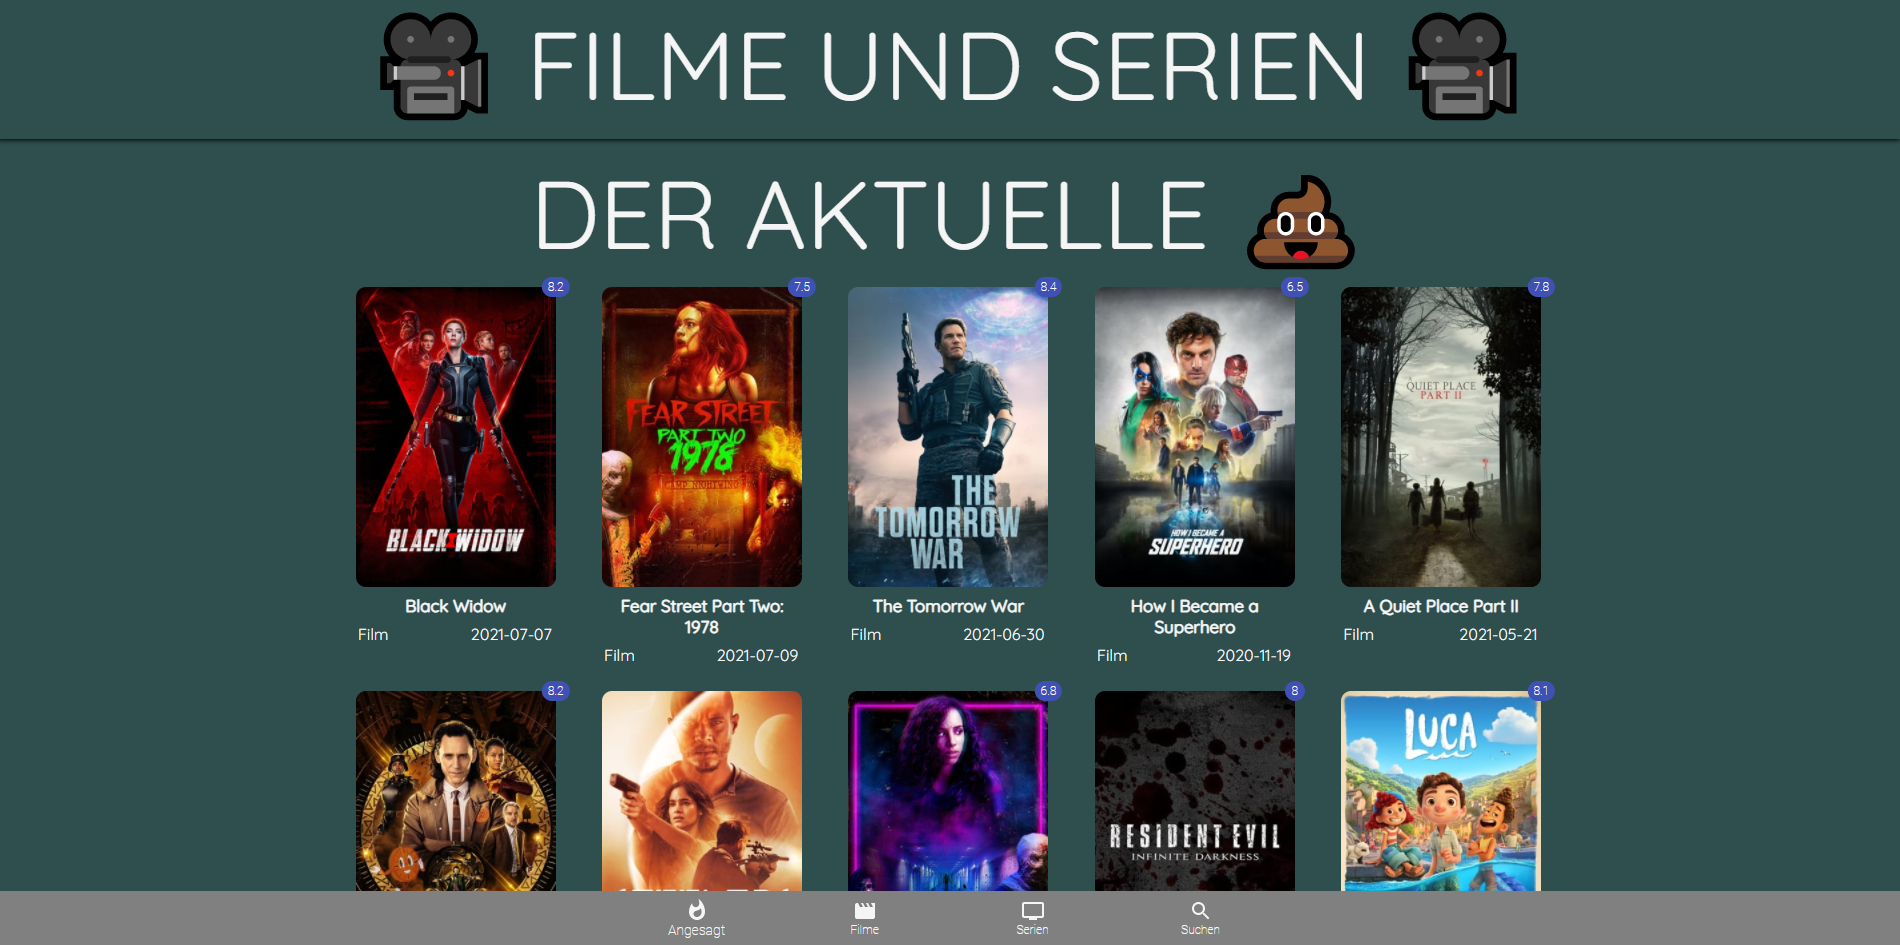 FILME UND SERIEN
DER AKTUELLE
8.2
7.5
8.4
6.5
7.8
BLACK WIDOW
FEAR STREET
PART TWO
1978
CAMP NIGHTWING
THE
TOMORROW
WAR
HOW I BECAME A
SUPERHERO
QUIET PLACE
PART II
Black Widow
Film 2021-07-07
Fear Street Part Two:
1978
Film 2021-07-09
The Tomorrow War
Film 2021-06-30
How I Became a
Superhero
Film 2020-11-19
A Quiet Place Part II
Film 2021-05-21
8.2
6.8
8
8.1
RESIDENT EVIL
INFINITE DARKNESS
LUCA
Angesagt
Filme
Serien
Suchen